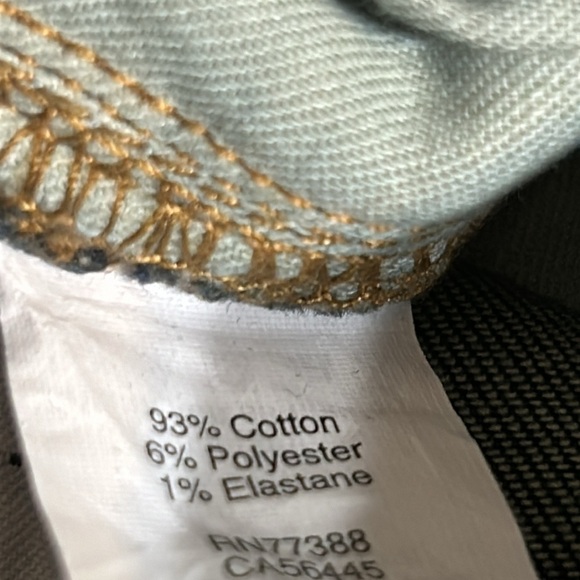 93% Cotton
6% Polyester
1% Elastane
RN77388
CA56445